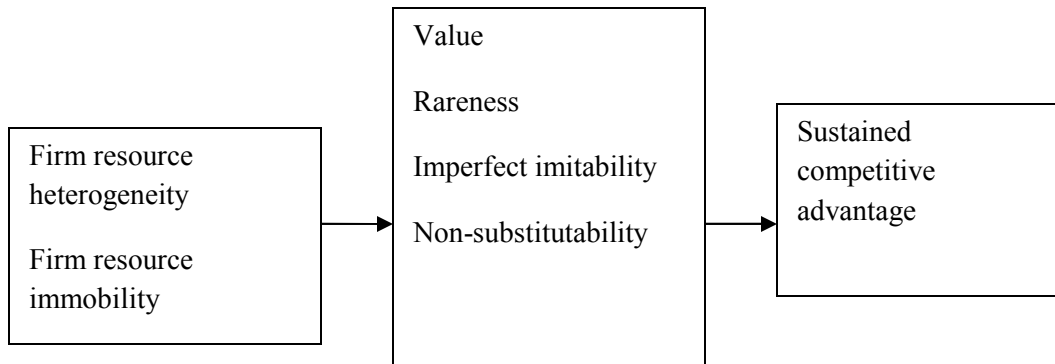 Firm resource
heterogeneity
Firm resource
immobility
Value
Rareness
Imperfect imitability
Non-substitutability
Sustained
competitive
advantage